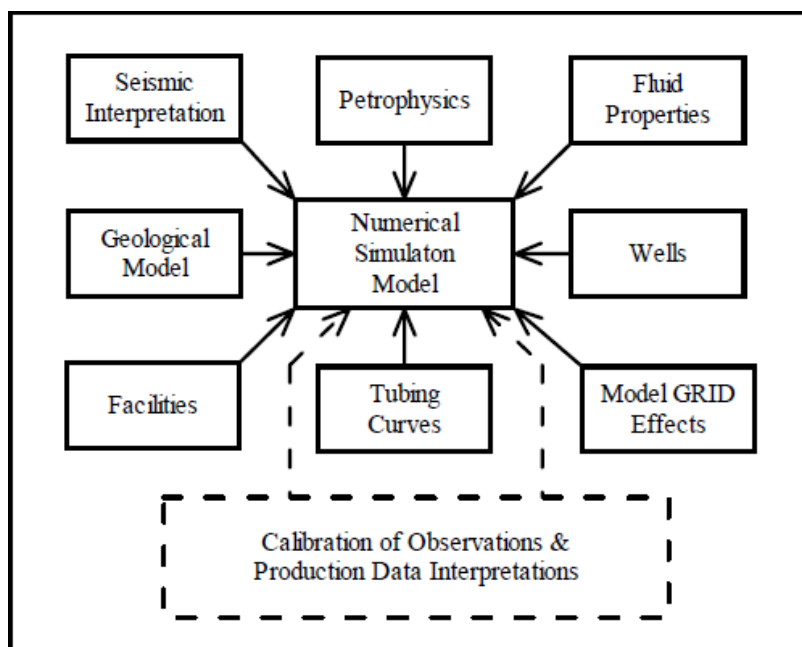 Seismic
Interpretation
Petrophysics
Fluid
Properties
Geological
Model
Numerical
Simulaton
Model
Wells
Facilities
Tubing
Curves
Model GRID
Effects
Calibration of Observations &
Production Data Interpretations